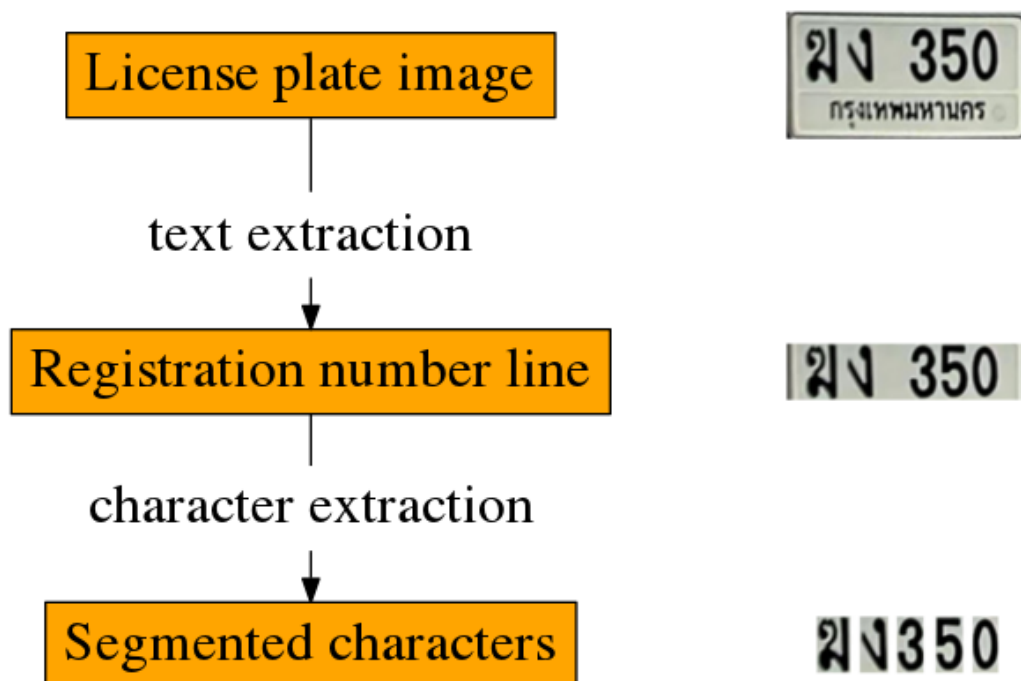 License plate image
ฆง 350
กรุงเทพมหานคร
text extraction
Registration number line
ฆง 350
character extraction
Segmented characters
ฆง350